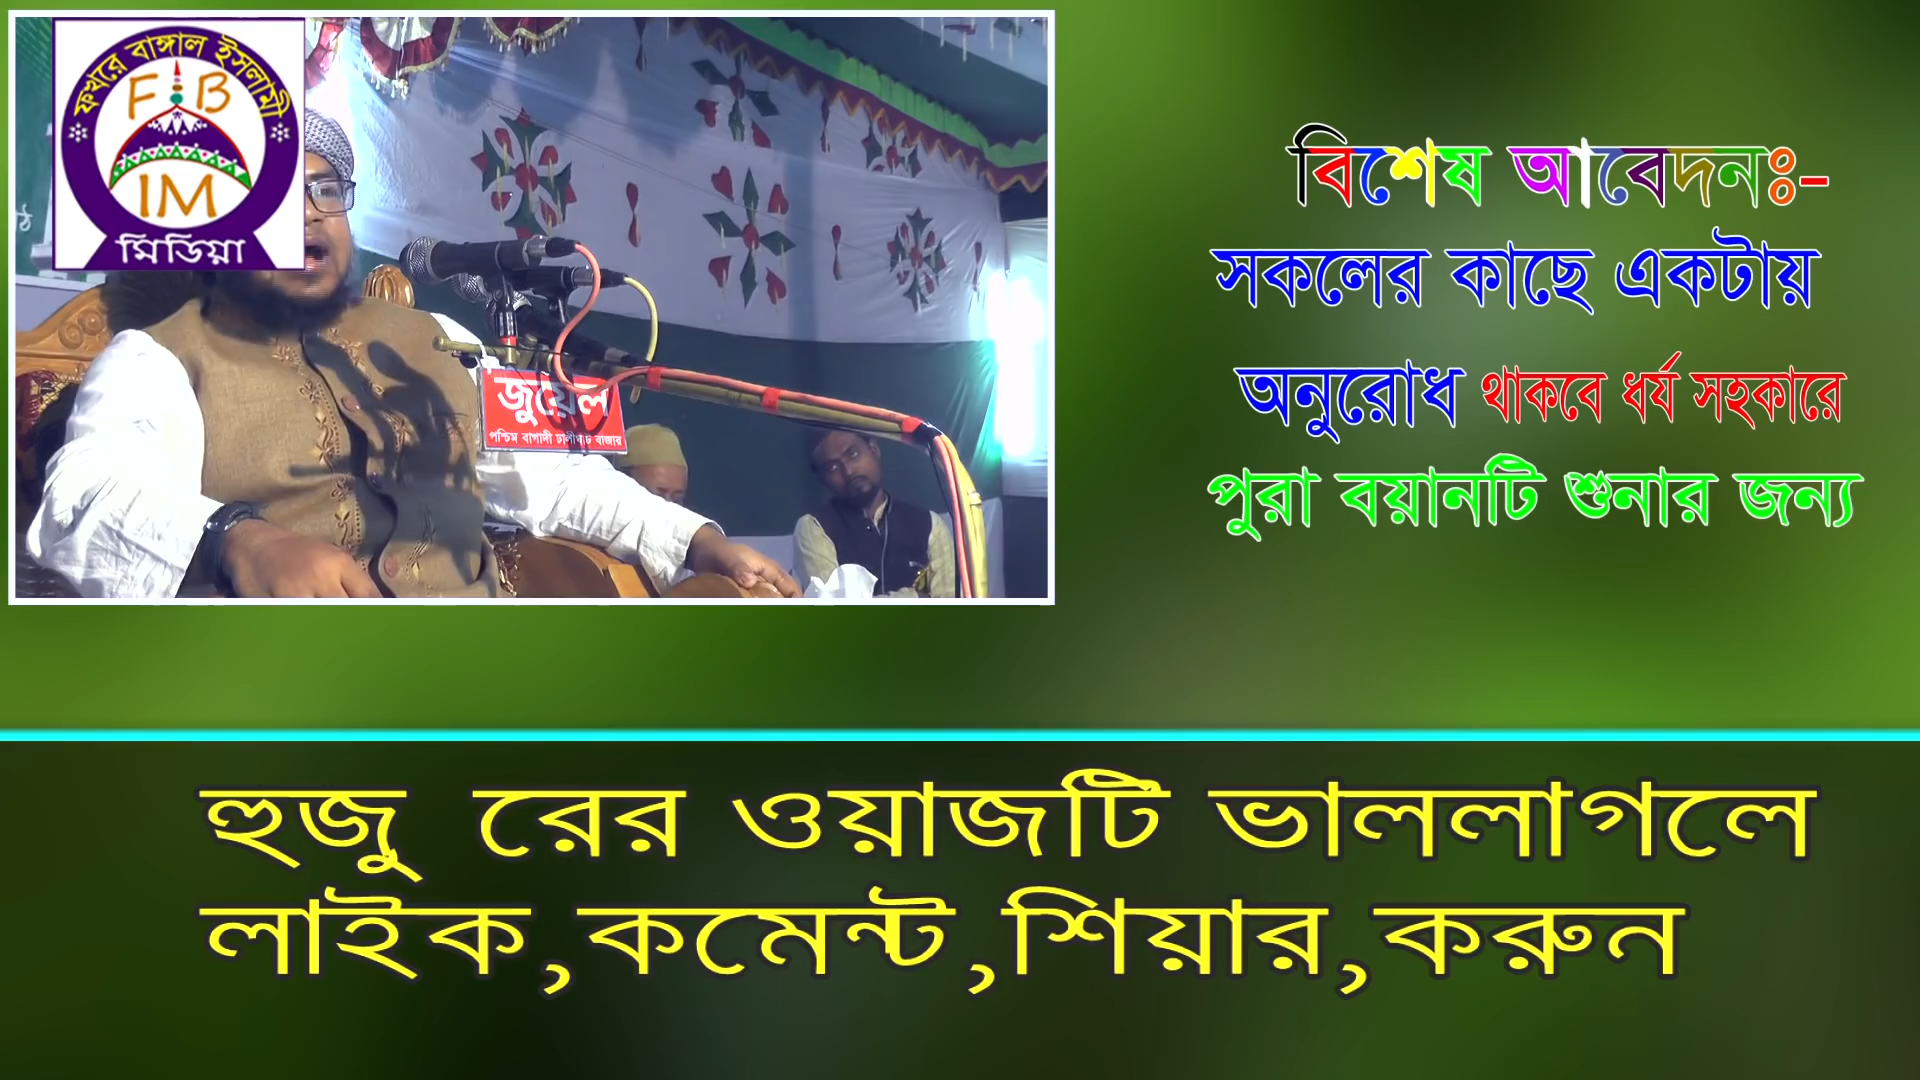 ফখরে বাঙ্গাল ইসলামী
F B
IM
মিডিয়া
জুয়েল
পশ্চিম বাগাদী ঢালীঘাট বাজার
বিশেষ আবেদনঃ-
সকলের কাছে একটায়
অনুরোধ থাকবে ধর্য সহকারে
পুরা বয়ানটি শুনার জন্য
হুজু রের ওয়াজটি ভাললাগলে
লাইক,কমেন্ট,শিয়ার,করুন